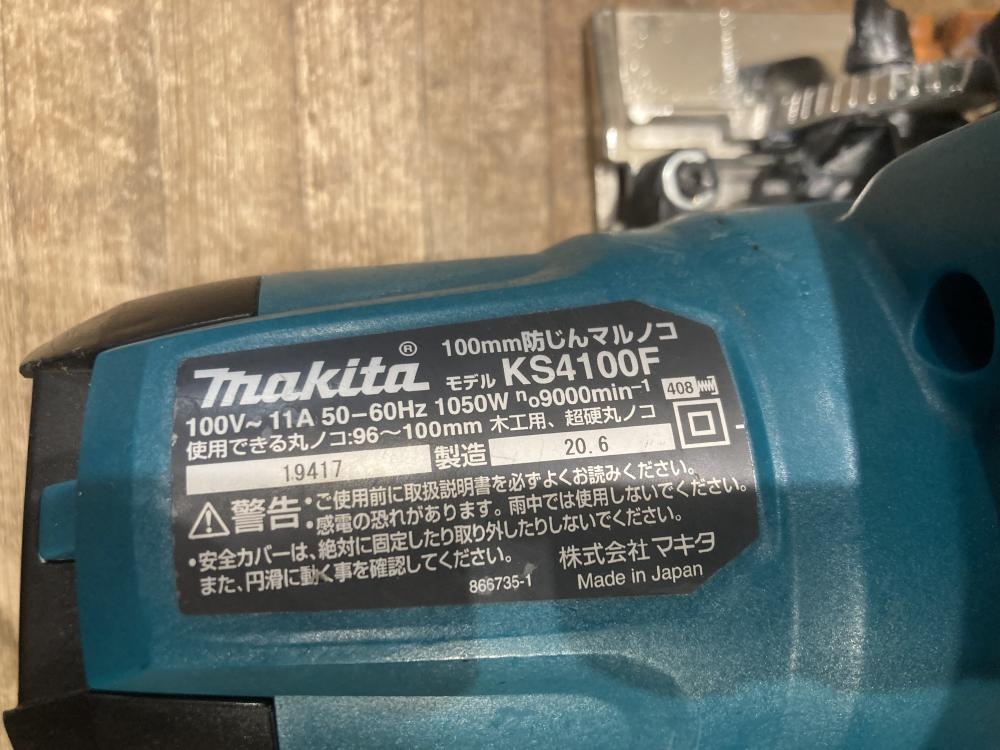 100mm防じんマルノコ
makita® モデル KS4100F
100V～ 11A 50-60Hz 1050W n₀9000min⁻¹ 408
使用できる丸ノコ:96～100mm 木工用、超硬丸ノコ
19417 製造 20.6
警告
・ご使用前に取扱説明書を必ずよくお読みください。
・感電の恐れがあります。雨中では使用しないでください。
・安全カバーは、絶対に固定したり取り外したりしないでください。
また、円滑に動く事を確認してください。
866735-1
株式会社マキタ
Made in Japan